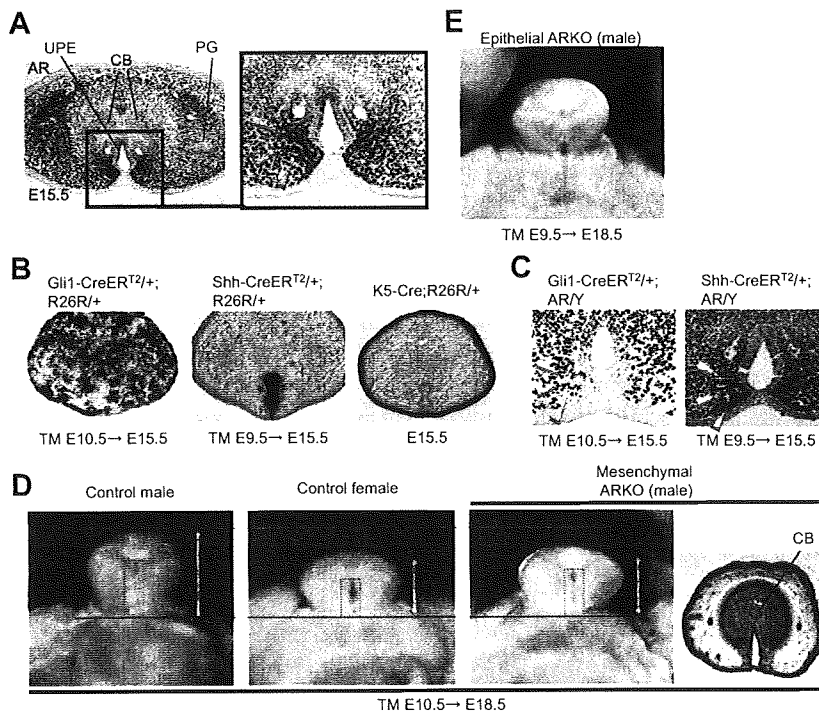 A
UPE
CB
PG
AR
E15.5
E
Epithelial ARKO (male)
TM E9.5→ E18.5
B
Gli1-CreER^T2/+;
R26R/+
TM E10.5→ E15.5
Shh-CreER^T2/+;
R26R/+
TM E9.5→ E15.5
K5-Cre;R26R/+
E15.5
C
Gli1-CreER^T2/+;
AR/Y
TM E10.5→ E15.5
Shh-CreER^T2/+;
AR/Y
TM E9.5→ E15.5
D
Control male
Control female
Mesenchymal
ARKO (male)
CB
TM E10.5→ E18.5